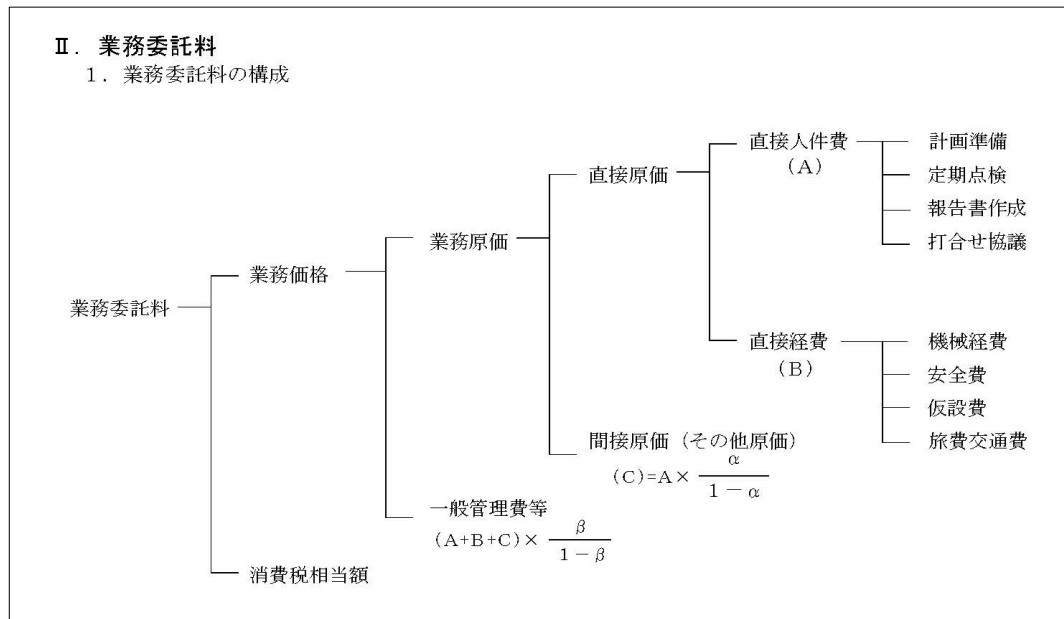 Ⅱ．業務委託料
１．業務委託料の構成
業務委託料
業務価格
消費税相当額
業務原価
一般管理費等
(A+B+C)× β
1－β
直接原価
間接原価（その他原価）
(C)=A× α
1－α
直接人件費
(A)
計画準備
定期点検
報告書作成
打合せ協議
直接経費
(B)
機械経費
安全費
仮設費
旅費交通費